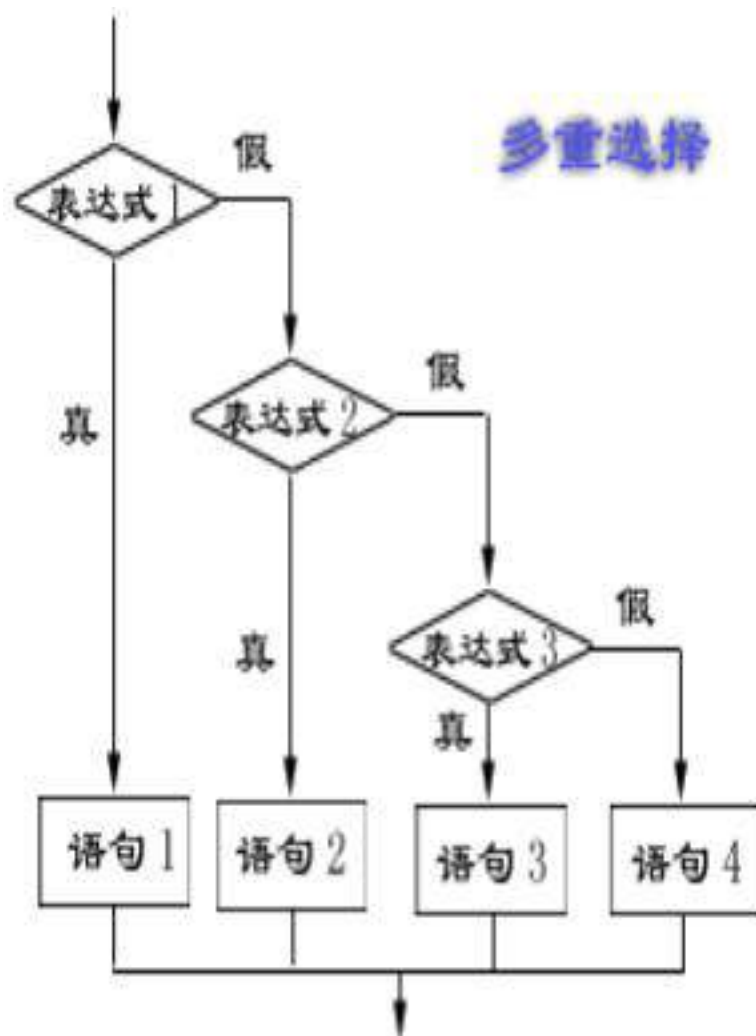 多重选择
假
表达式 1
假
真
表达式 2
假
真
表达式 3
真
语句 1
语句 2
语句 3
语句 4